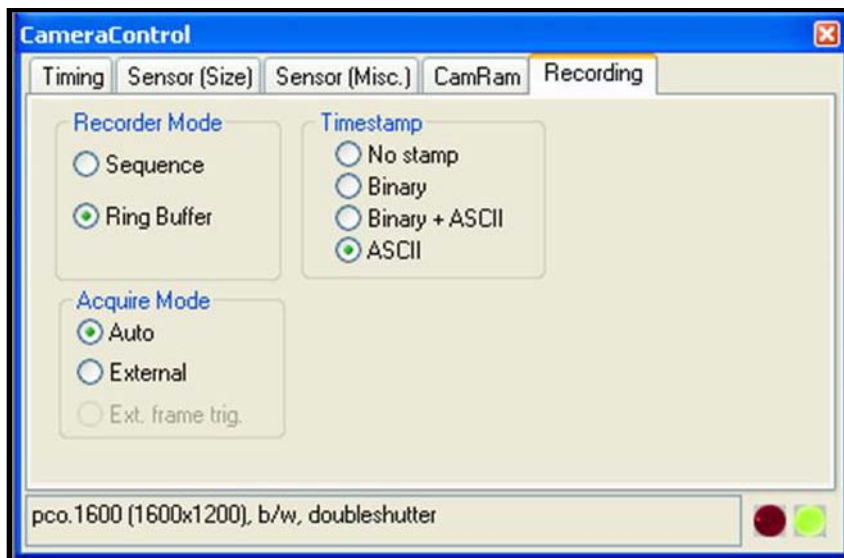 CameraControl
Timing Sensor (Size) Sensor (Misc.) CamRam Recording
Recorder Mode
Sequence
Ring Buffer
Timestamp
No stamp
Binary
Binary + ASCII
ASCII
Acquire Mode
Auto
External
Ext. frame trig.
pco.1600 (1600x1200), b/w, doubleshutter